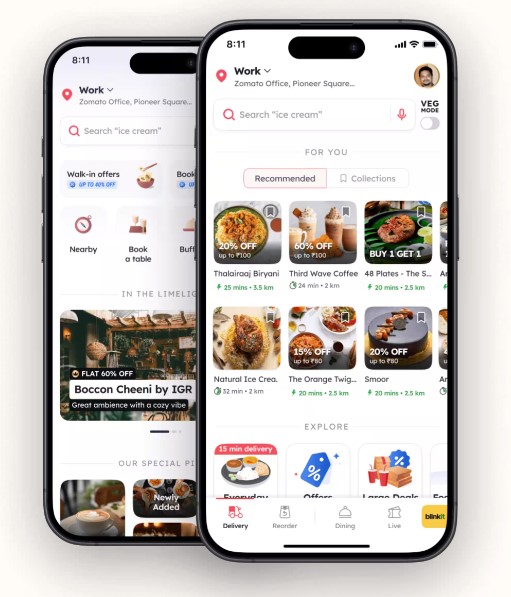 8:11
Work
Zomato Office, Pioneer Square...
Search “ice cream”
Walk-in offers
UP TO 40% OFF
Book
Nearby
Book
a table
Buff
IN THE LIMELIG
FLAT 60% OFF
Boccon Cheeni by IGR
Great ambience with a cozy vibe
OUR SPECIAL PI
Newly
Added
8:11
Work
Zomato Office, Pioneer Square...
Search “ice cream”
VEG
MODE
FOR YOU
Recommended
Collections
20% OFF
up to ₹100
60% OFF
up to ₹100
BUY 1 GET 1
Thalairaaj Biryani
Third Wave Coffee
48 Plates - The S...
25 mins • 3.5 km
24 min • 2 km
20 mins • 2.5 km
15% OFF
up to ₹80
20% OFF
up to ₹80
Natural Ice Crea..
The Orange Twig...
Smoor
32 min • 2 km
20 mins • 2.5 km
20 mins • 2.5 km
EXPLORE
15 min delivery
Everyday
Offers
Large Deals
Delivery
Reorder
Dining
Live
blinkit